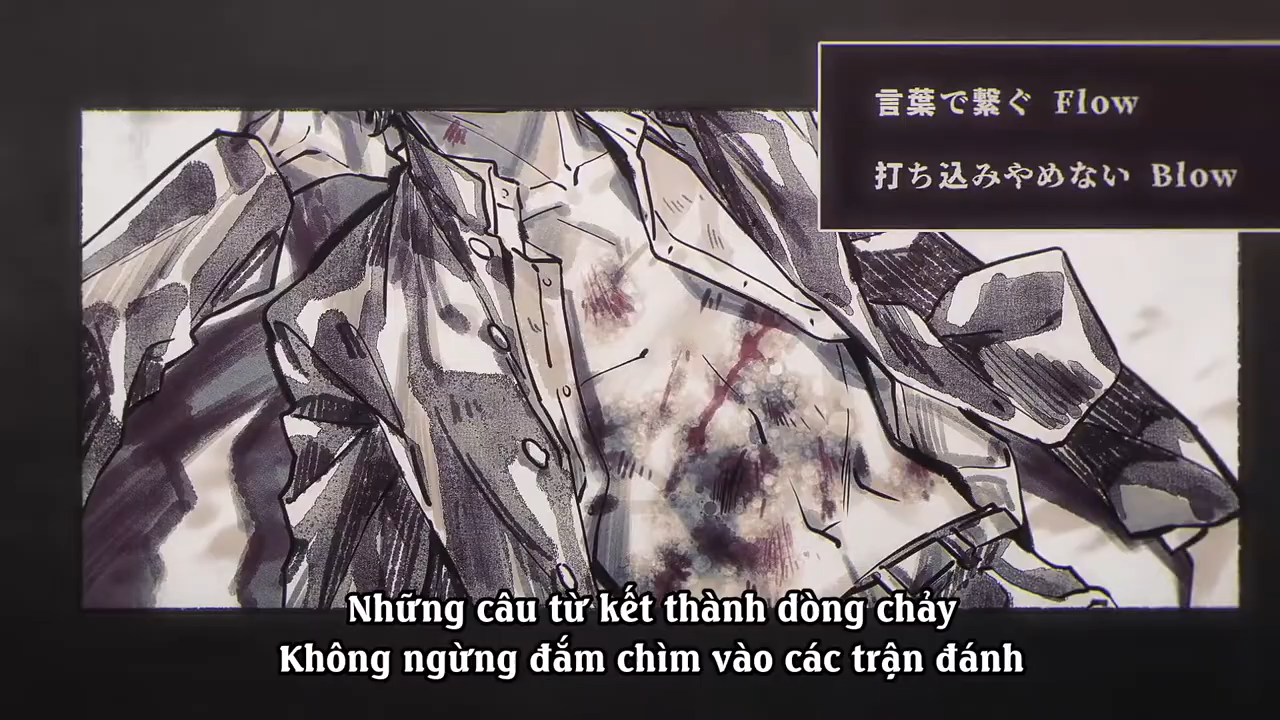 言葉で繋ぐ Flow
打ち込みやめない Blow
Những câu từ kết thành dòng chảy
Không ngừng đắm chìm vào các trận đánh